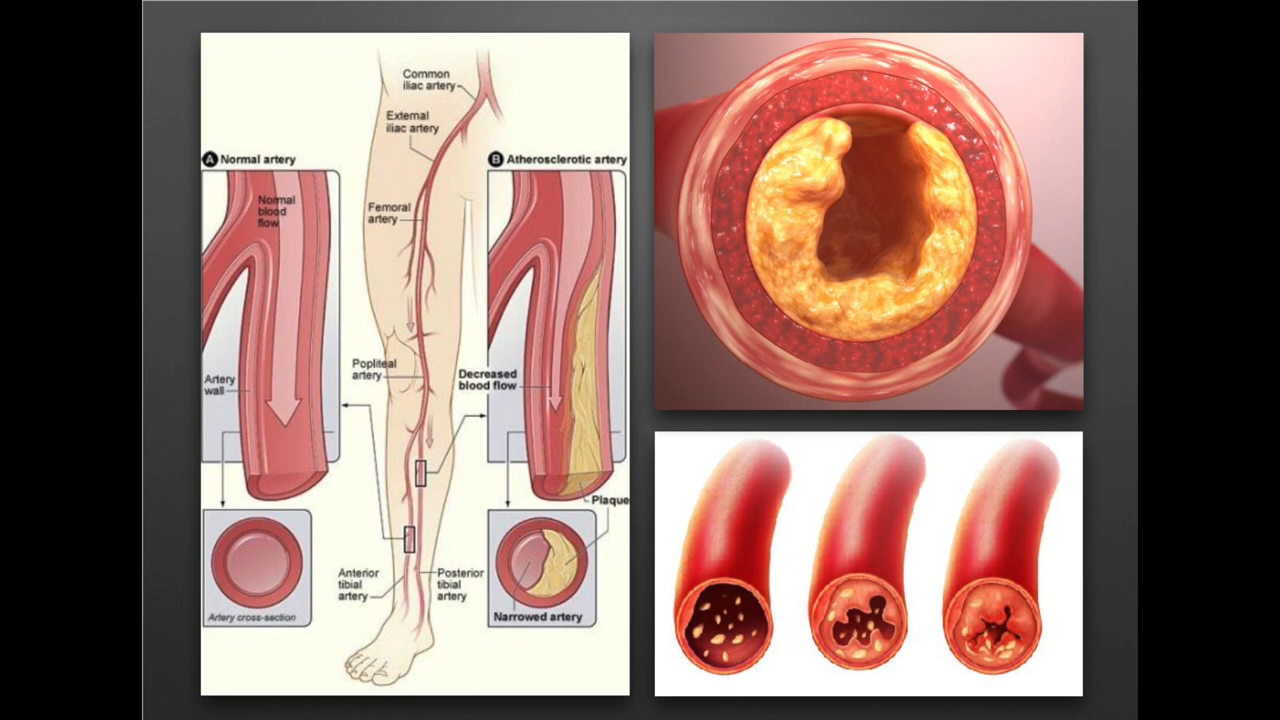 Common
iliac artery
External
iliac artery
A Normal artery
B Atherosclerotic artery
Normal
blood
flow
Femoral
artery
Popliteal
artery
Decreased
blood flow
Artery
wall
Plaque
Anterior
tibial
artery
Posterior
tibial
artery
Artery cross-section
Narrowed artery